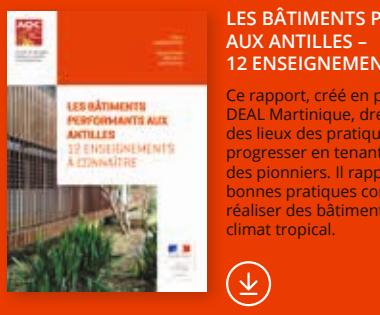 AQC
LES BÂTIMENTS
PERFORMANTS AUX
ANTILLES
12 ENSEIGNEMENTS
À CONNAÎTRE
LES BÂTIMENTS P
AUX ANTILLES –
12 ENSEIGNEMEN
Ce rapport, créé en p
DEAL Martinique, dre
des lieux des pratiqu
progresser en tenant
des pionniers. Il rapp
bonnes pratiques co
réaliser des bâtiment
climat tropical.